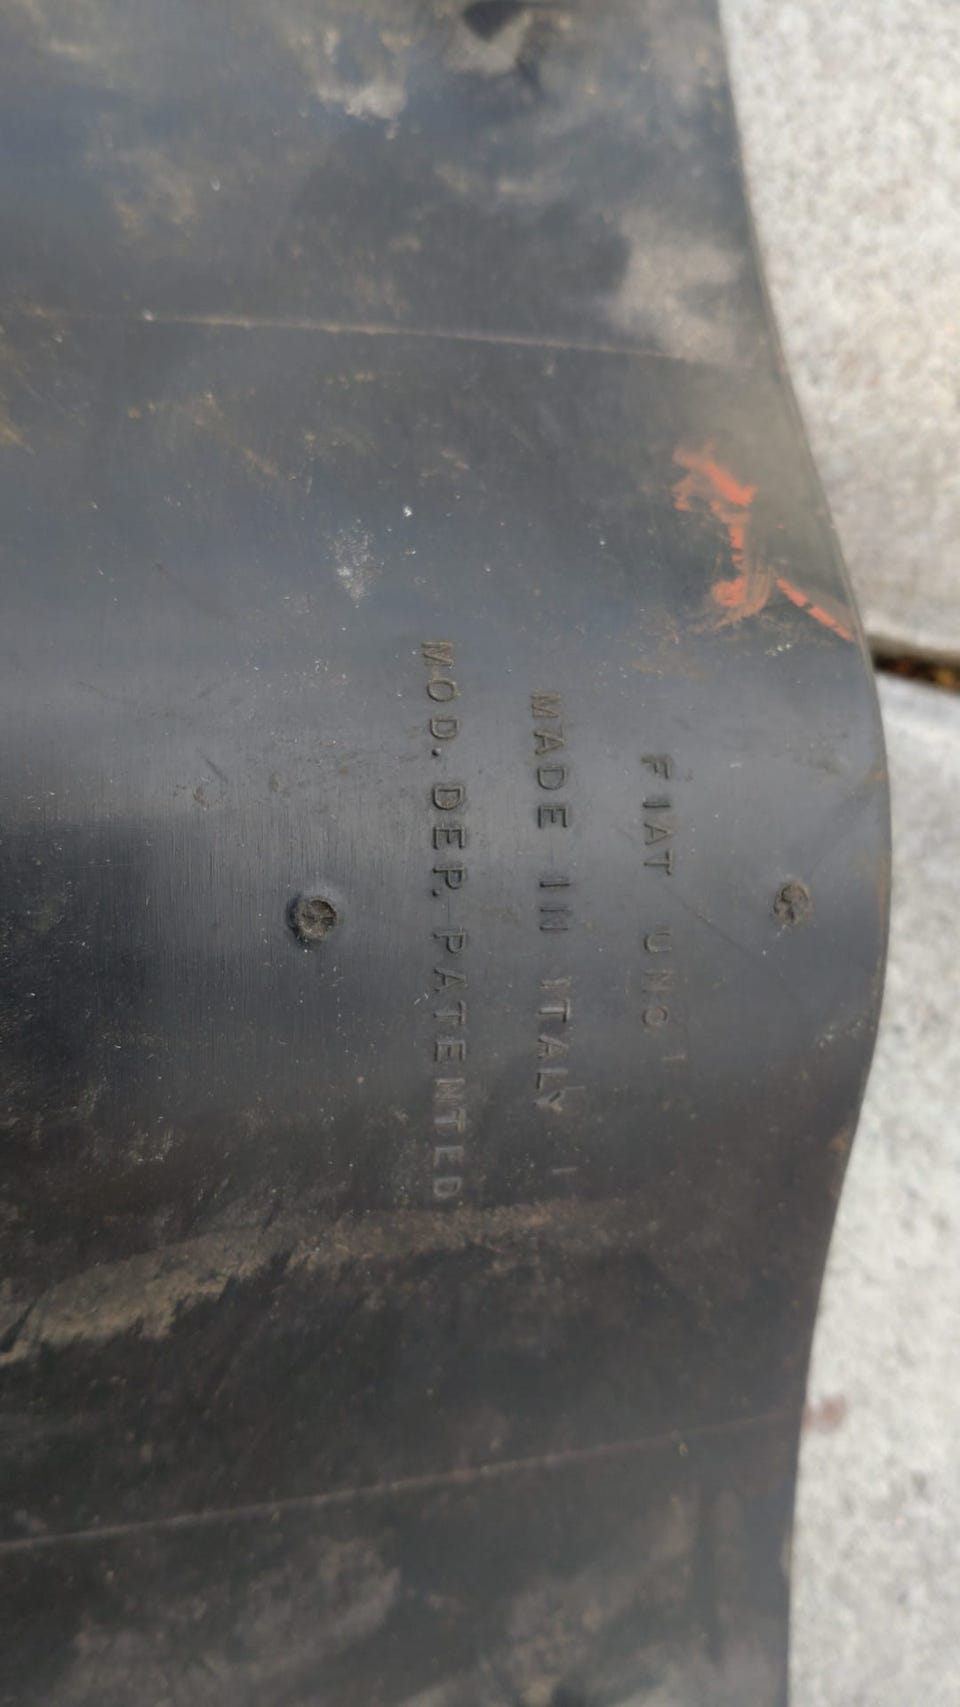 FIAT UNO
MADE IN ITALY
MOD. DEP. PATENTED